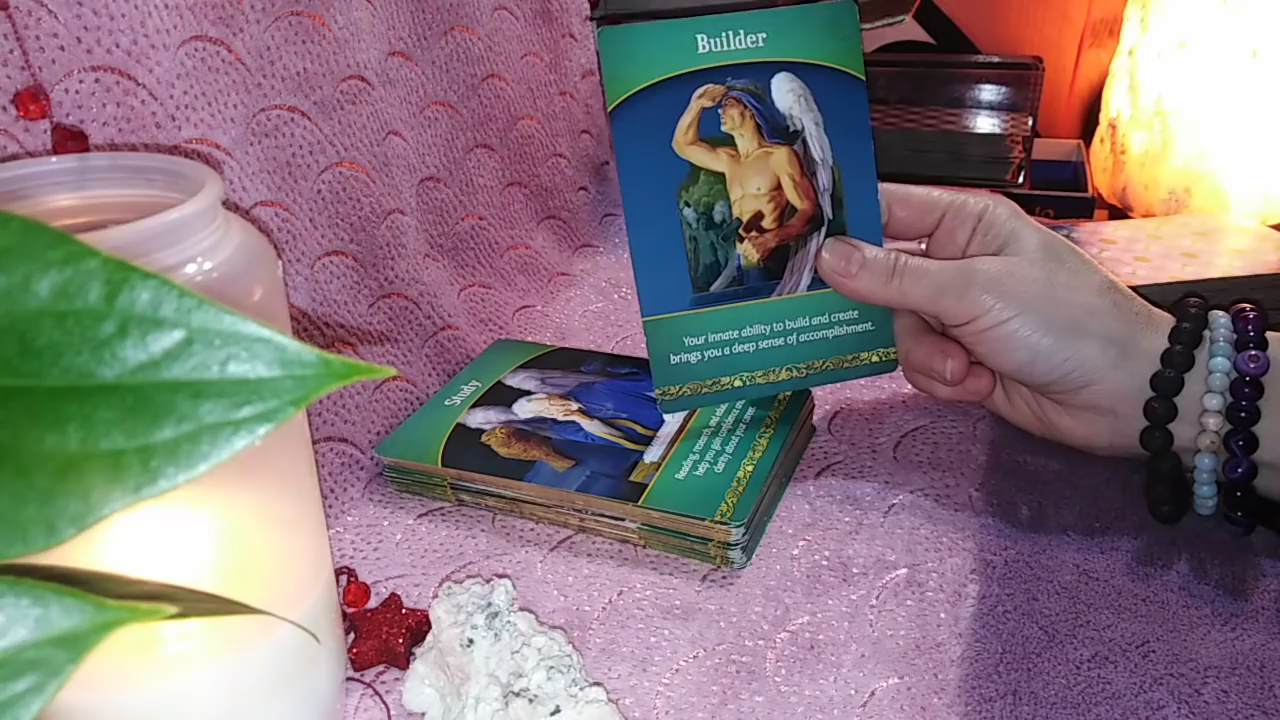 Builder
Your innate ability to build and create
brings you a deep sense of accomplishment.
Study
Reading, research, and
help you gain confidence and
clarity about your career.